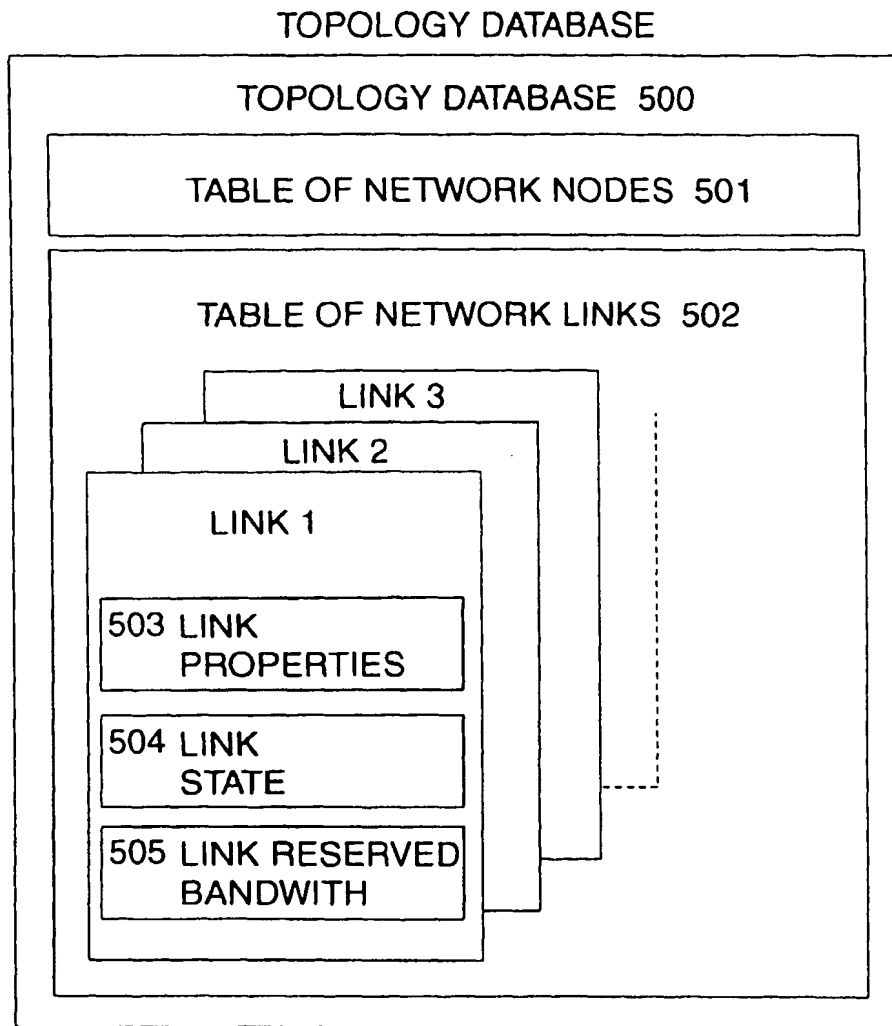 TOPOLOGY DATABASE
TOPOLOGY DATABASE 500
TABLE OF NETWORK NODES 501
TABLE OF NETWORK LINKS 502
LINK 3
LINK 2
LINK 1
503 LINK
PROPERTIES
504 LINK
STATE
505 LINK RESERVED
BANDWITH